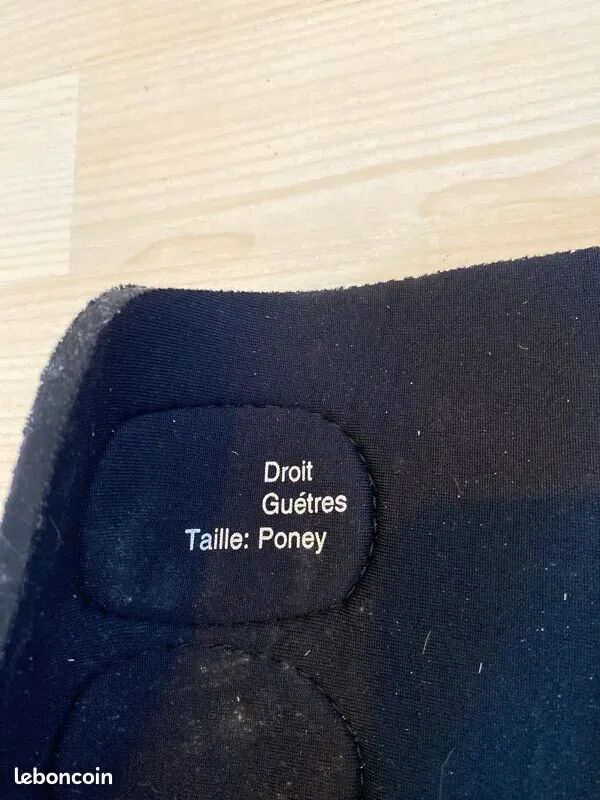 Droit
Guétres
Taille: Poney
leboncoin